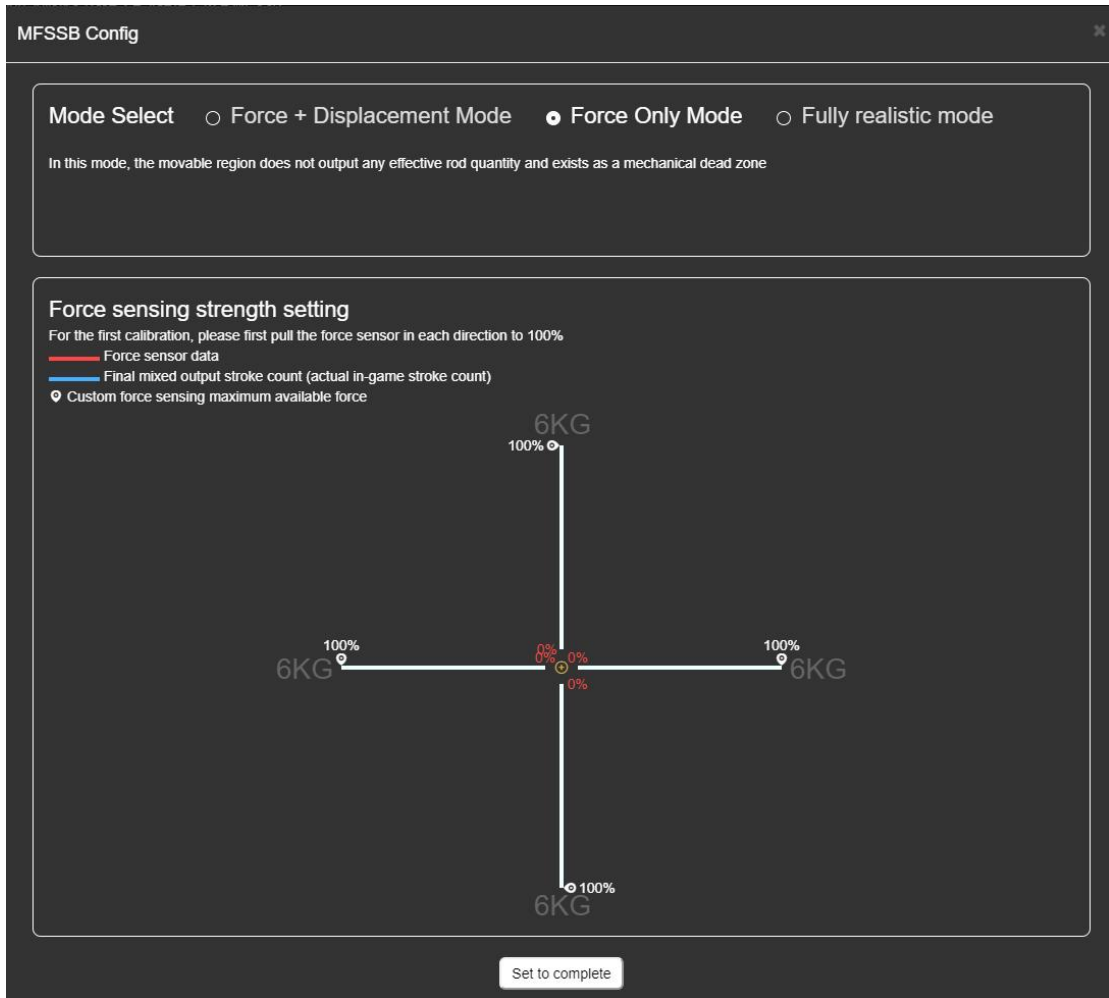 MFSSB Config
Mode Select Force + Displacement Mode Force Only Mode Fully realistic mode
In this mode, the movable region does not output any effective rod quantity and exists as a mechanical dead zone
Force sensing strength setting
For the first calibration, please first pull the force sensor in each direction to 100%
Force sensor data
Final mixed output stroke count (actual in-game stroke count)
Custom force sensing maximum available force
6KG
100%
100% 0% 100%
6KG 0% 0% 6KG
0%
100%
6KG
Set to complete